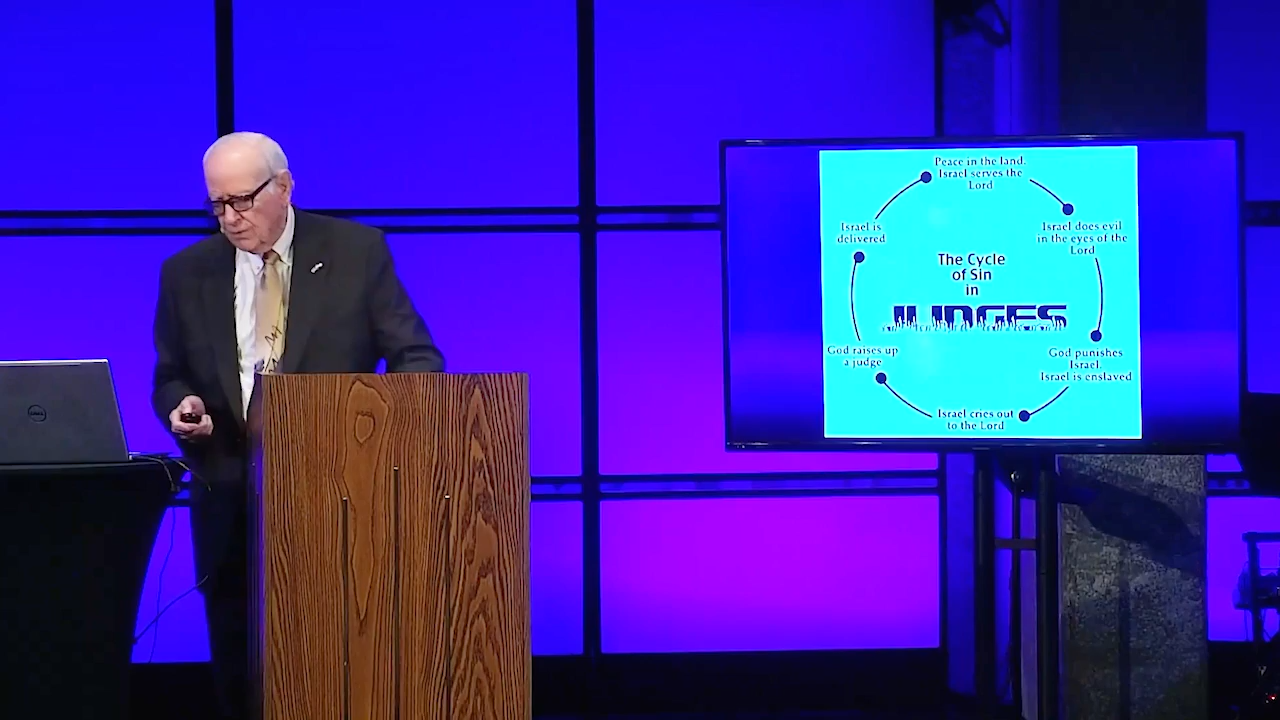 Peace in the land.
Israel serves the
Lord
Israel does evil
in the eyes of the
Lord
God punishes
Israel.
Israel is enslaved
Israel cries out
to the Lord
God raises up
a judge
Israel is
delivered
The Cycle
of Sin
in
JUDGES
DELL